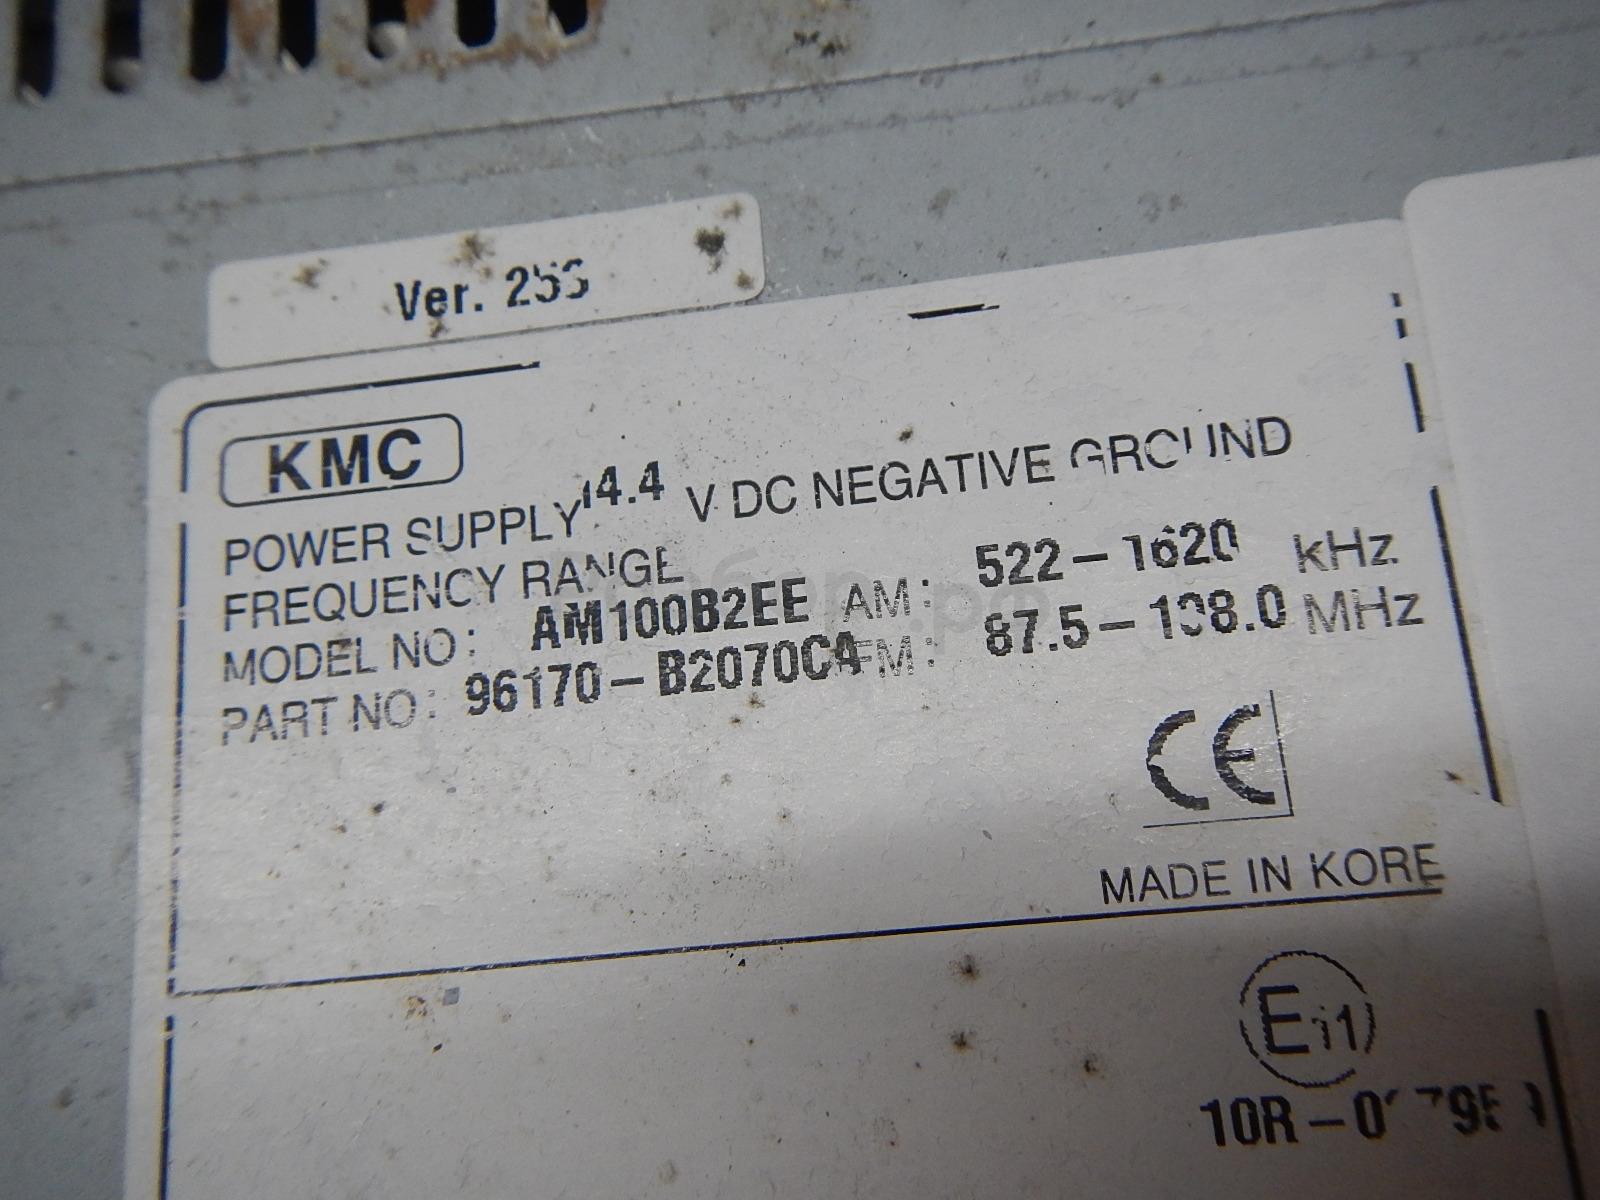 Ver.
KMC
POWER SUPPLY 14.4 V DC NEGATIVE GROUND
FREQUENCY RANGE
MODEL NO: AM100B2EE AM: 522-1620 kHz
PART NO: 96170-B2070CA FM: 87.5-108.0 MHz
CE
MADE IN KORE
E11